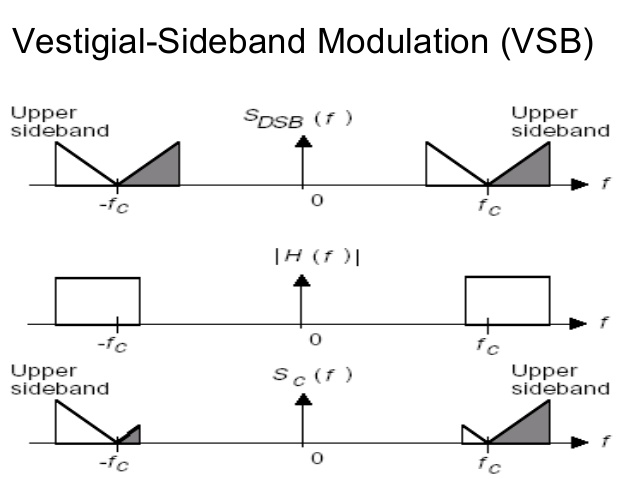 Vestigial-Sideband Modulation (VSB)
Upper
sideband
S_DSB (f)
Upper
sideband
f
-f_C
0
f_C
|H (f)|
f
-f_C
0
f_C
Upper
sideband
S_C (f)
Upper
sideband
f
-f_C
0
f_C